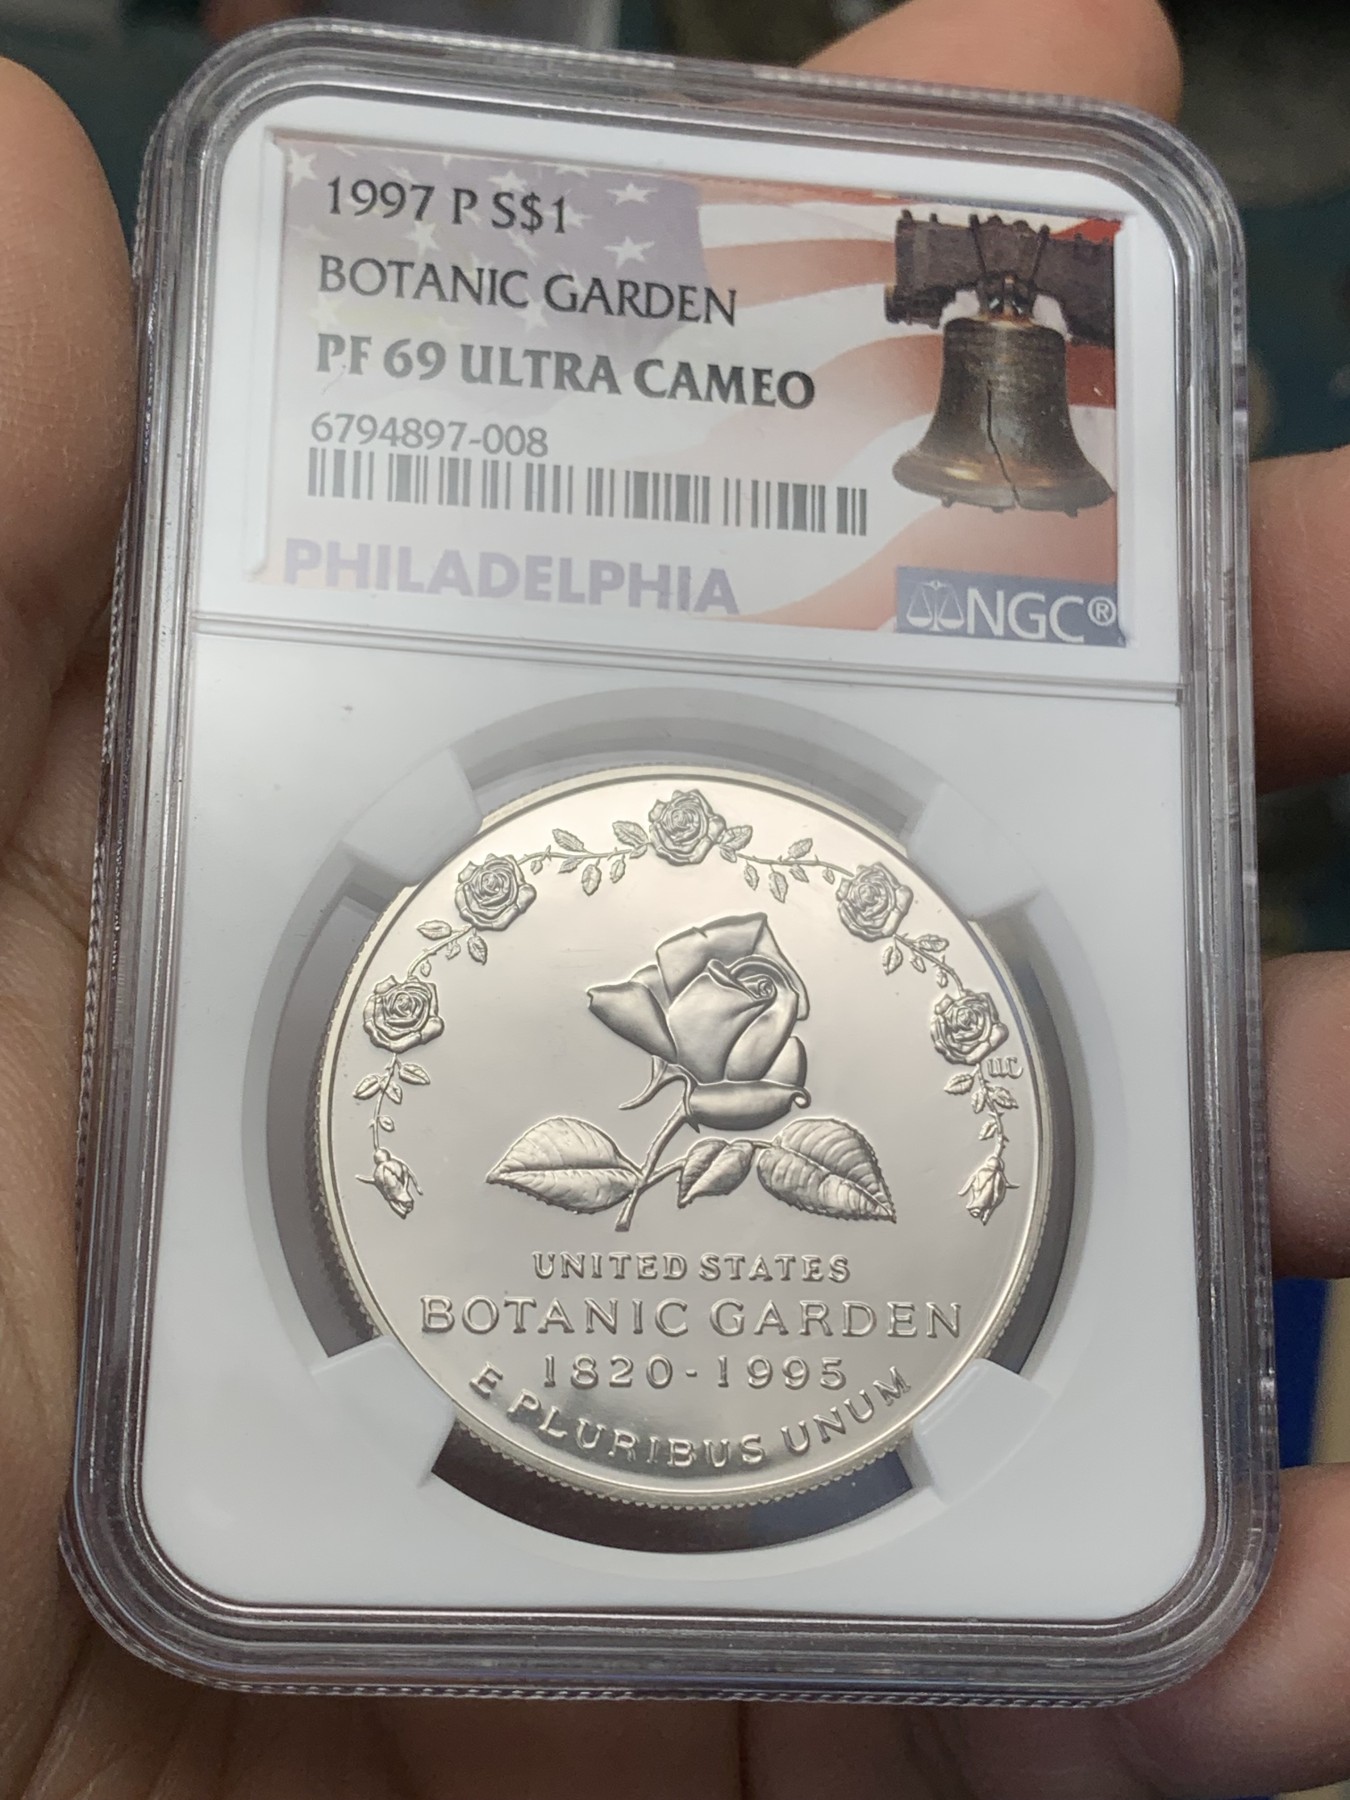 1997 P S$1
BOTANIC GARDEN
PF 69 ULTRA CAMEO
6794897-008
PHILADELPHIA
NGC®
UNITED STATES
BOTANIC GARDEN
1820-1995
E PLURIBUS UNUM